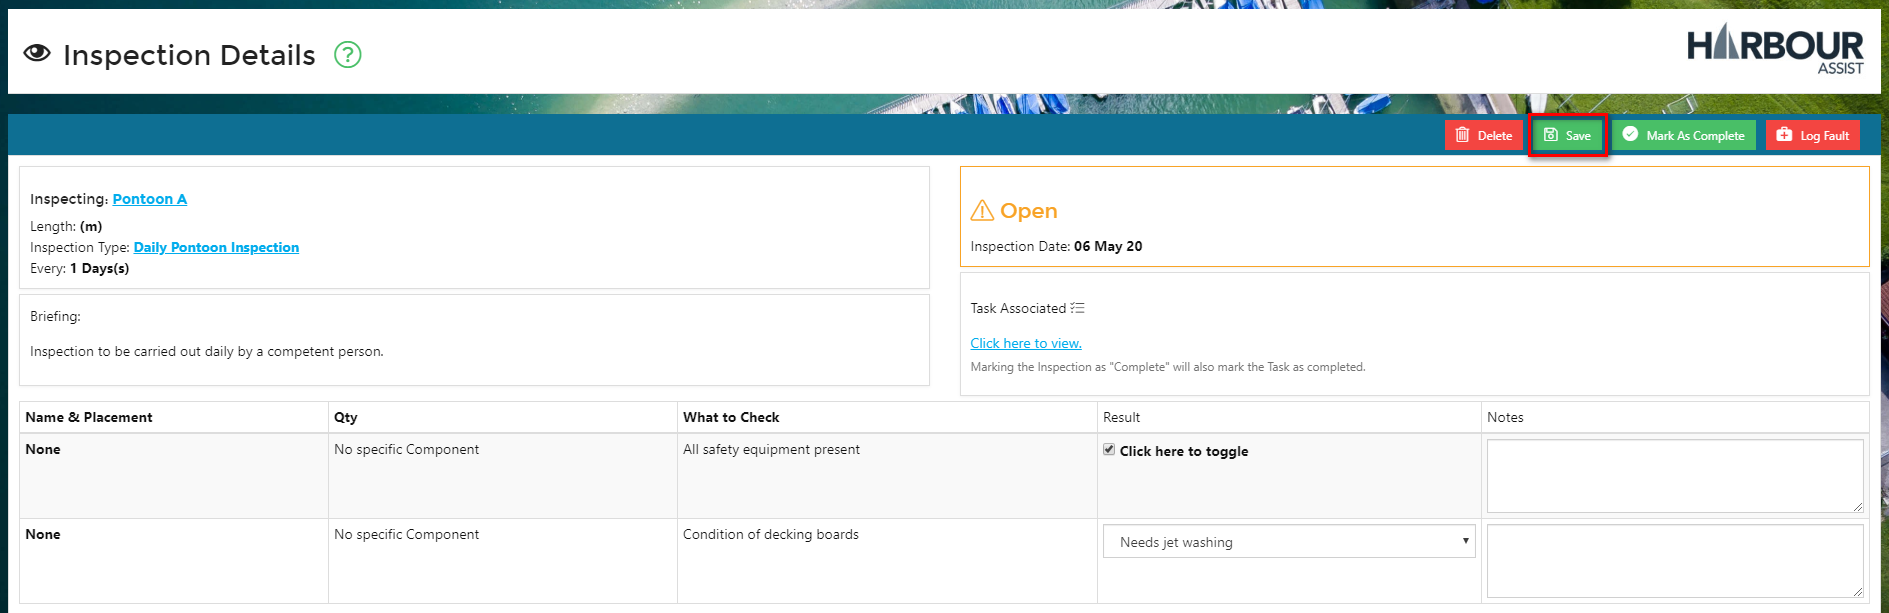 Inspection Details ?
HARBOUR
ASSIST
Delete Save Mark As Complete Log Fault
Inspecting: Pontoon A
Length: (m)
Inspection Type: Daily Pontoon Inspection
Every: 1 Days(s)
Open
Inspection Date: 06 May 20
Briefing:
Inspection to be carried out daily by a competent person.
Task Associated
Click here to view.
Marking the Inspection as "Complete" will also mark the Task as completed.
Name & Placement Qty What to Check Result Notes
None No specific Component All safety equipment present Click here to toggle
None No specific Component Condition of decking boards Needs jet washing